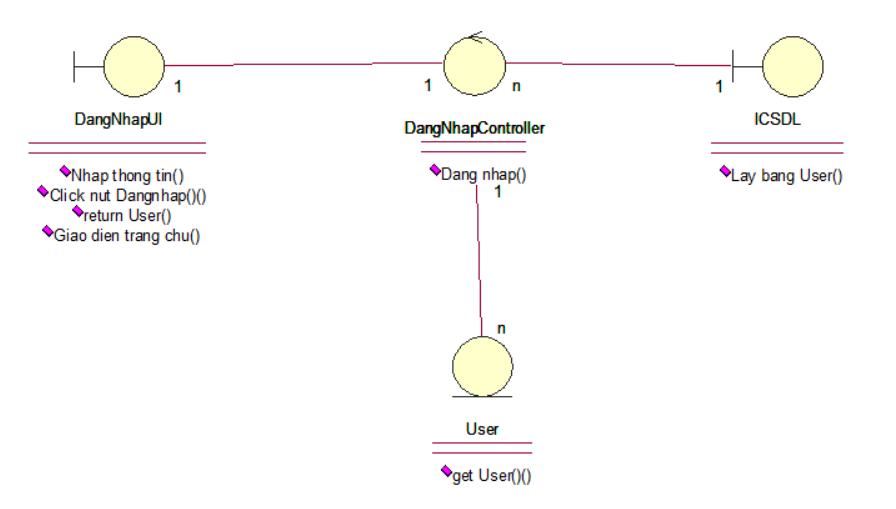 1
1
n
1
DangNhapUI
DangNhapController
ICSDL
Nhap thong tin()
Click nut Dangnhap()()
return User()
Giao dien trang chu()
Dang nhap()
1
Lay bang User()
n
User
get User()()